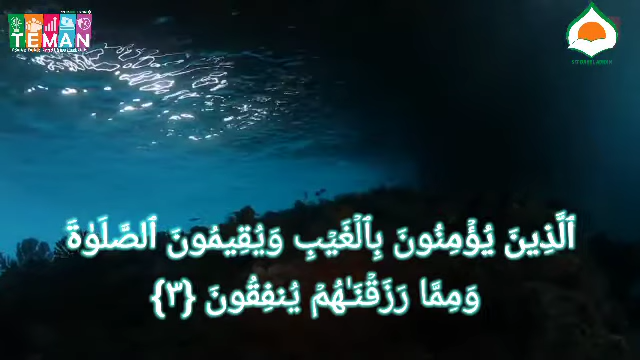 TEMAN
ٱلَّذِينَ يُؤْمِنُونَ بِٱلْغَيْبِ وَيُقِيمُونَ ٱلصَّلَوٰةَ
وَمِمَّا رَزَقْنَـٰهُمْ يُنفِقُونَ {٣}